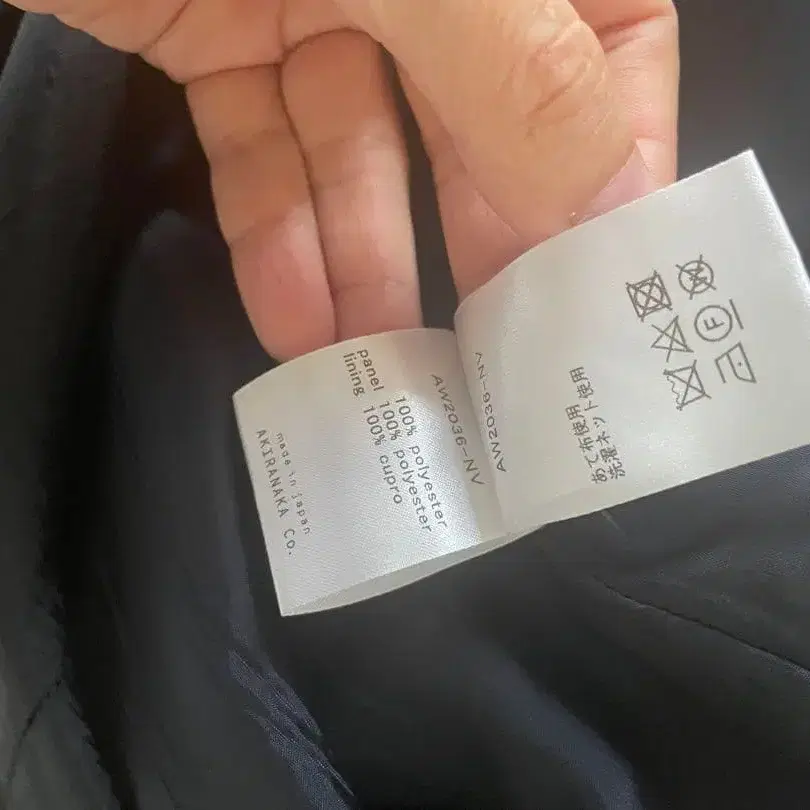 AW2036-NV
100% polyester
panel 100% polyester
lining 100% cupro
made in japan
AKIRANAKA Co.
AW2036-NV
F
W
あて布使用
洗濯ネット使用